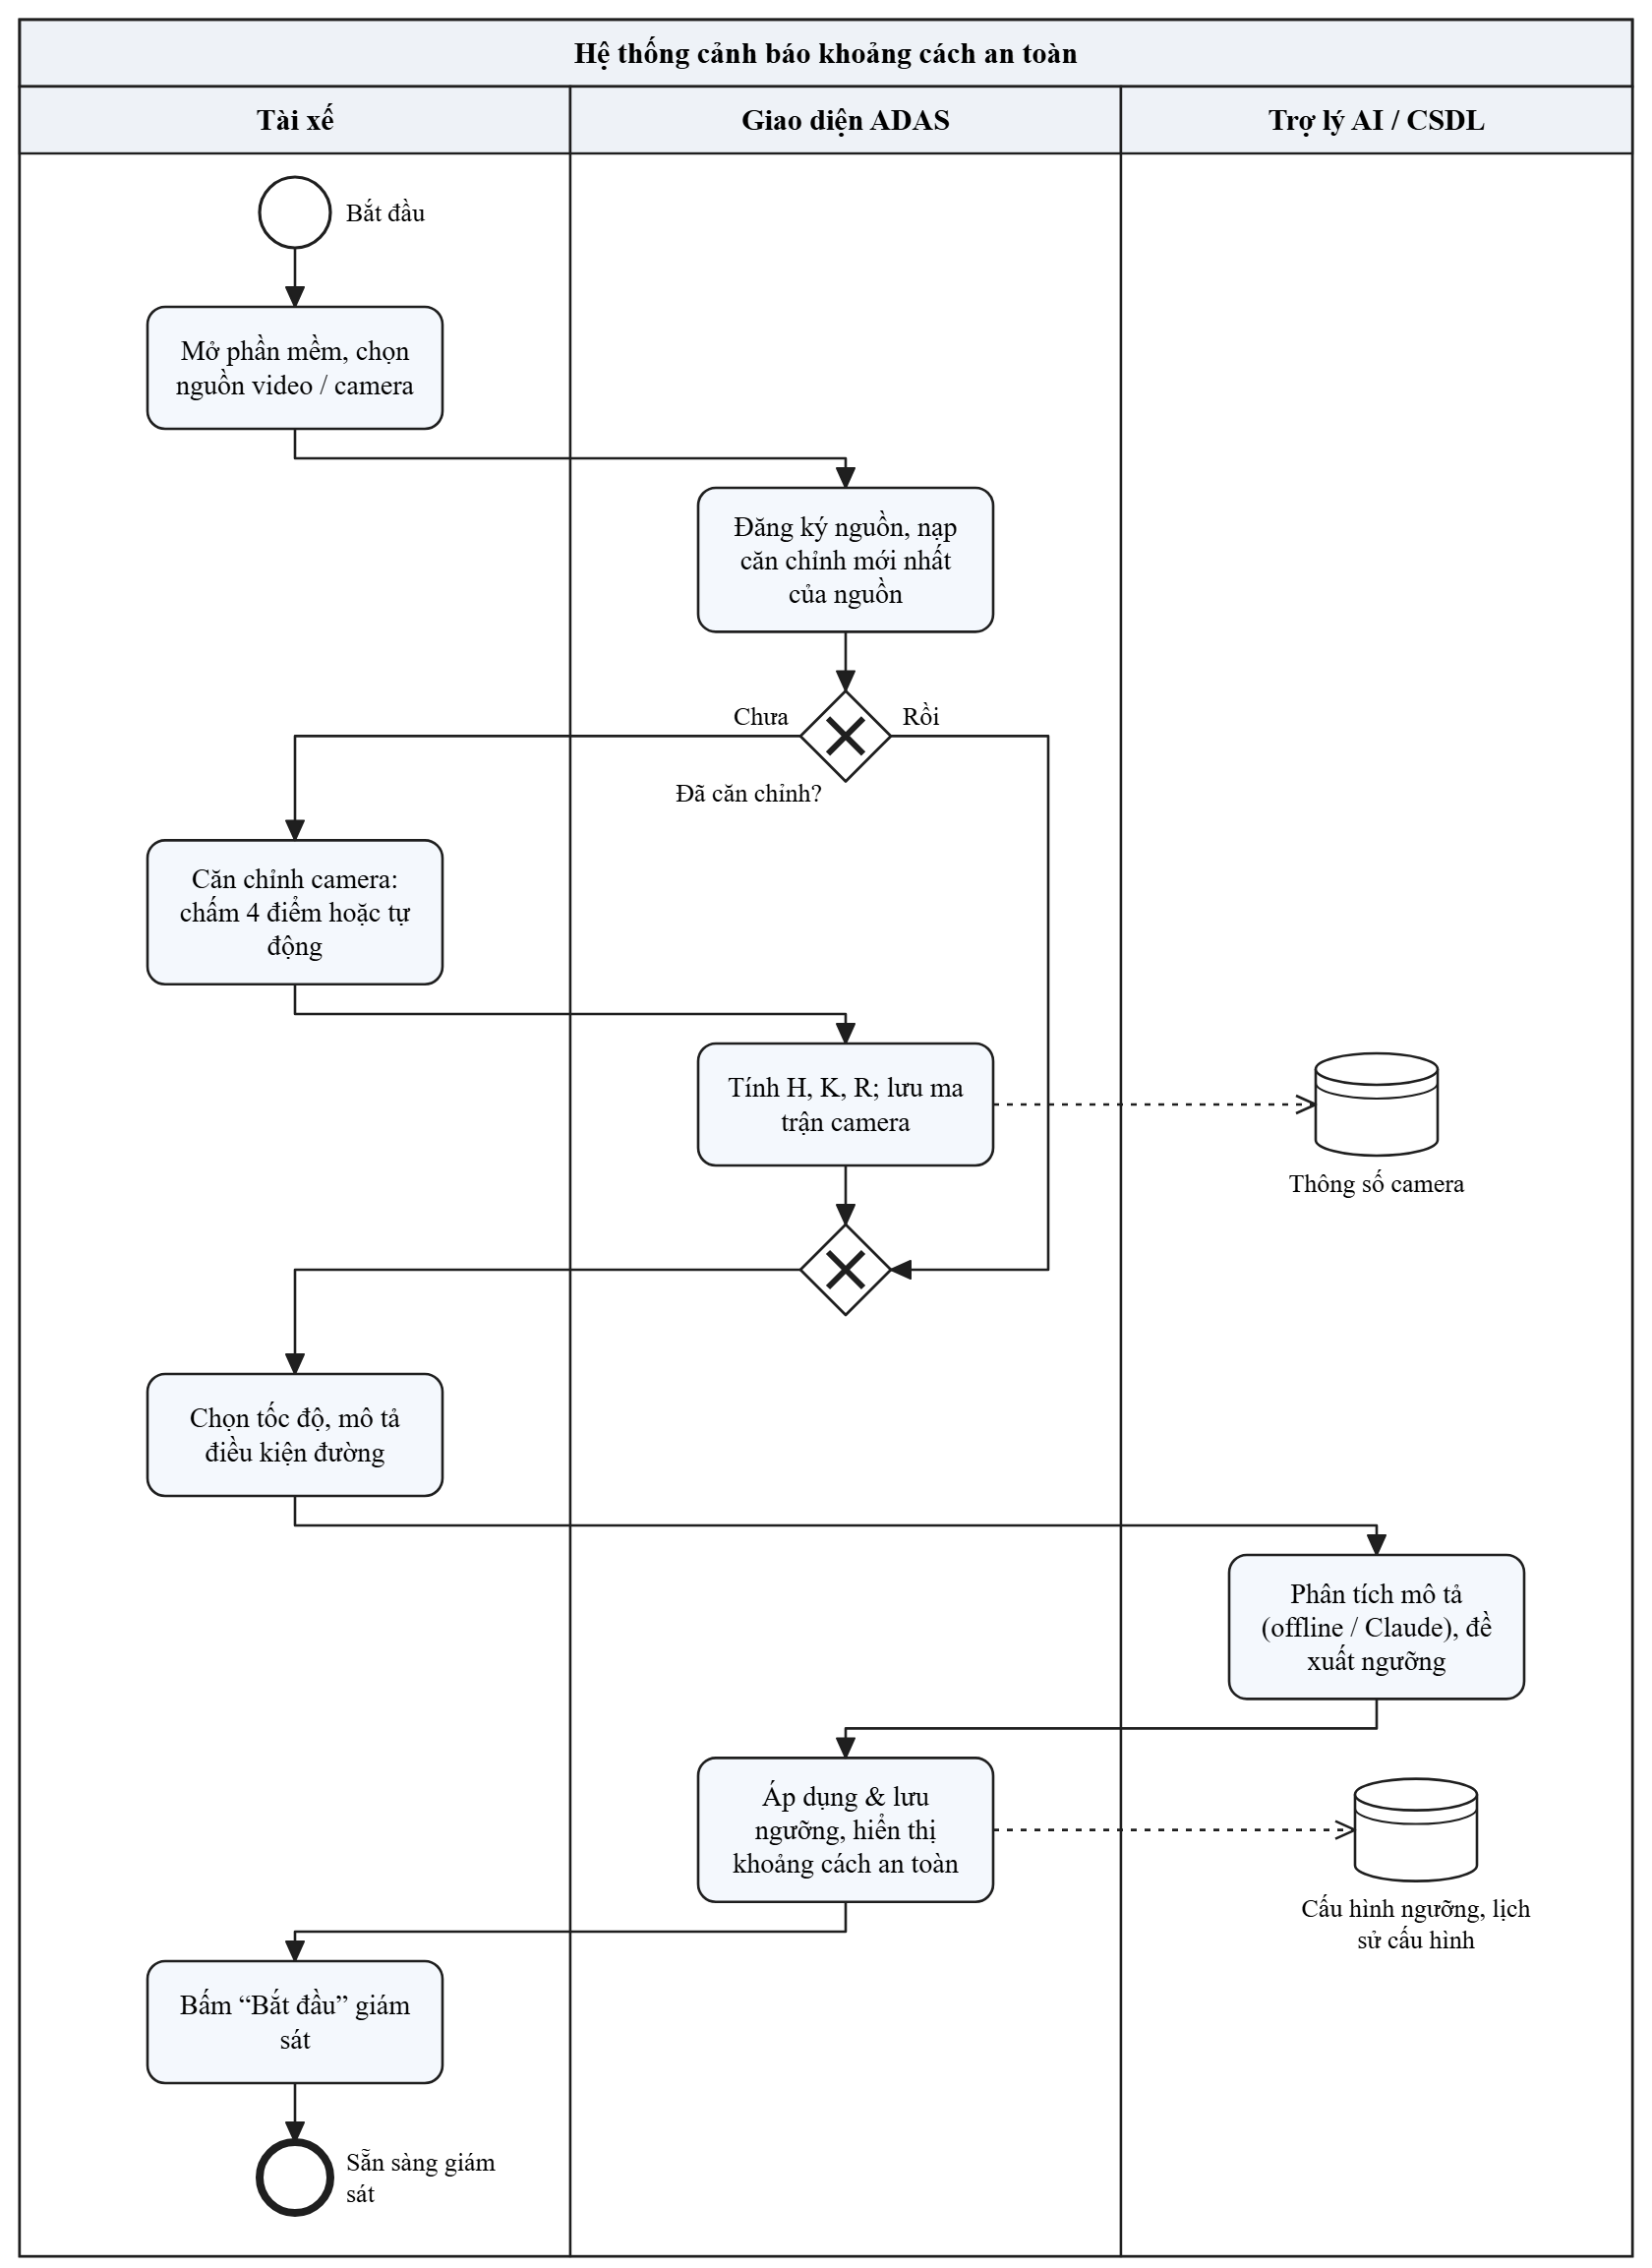 Hệ thống cảnh báo khoảng cách an toàn
Tài xế
Giao diện ADAS
Trợ lý AI / CSDL
Bắt đầu
Mở phần mềm, chọn
nguồn video / camera
Đăng ký nguồn, nạp
căn chỉnh mới nhất
của nguồn
Chưa
Rồi
Đã căn chỉnh?
Căn chỉnh camera:
chấm 4 điểm hoặc tự
động
Tính H, K, R; lưu ma
trận camera
Thông số camera
Chọn tốc độ, mô tả
điều kiện đường
Phân tích mô tả
(offline / Claude), đề
xuất ngưỡng
Áp dụng & lưu
ngưỡng, hiển thị
khoảng cách an toàn
Cấu hình ngưỡng, lịch
sử cấu hình
Bấm “Bắt đầu” giám
sát
Sẵn sàng giám
sát